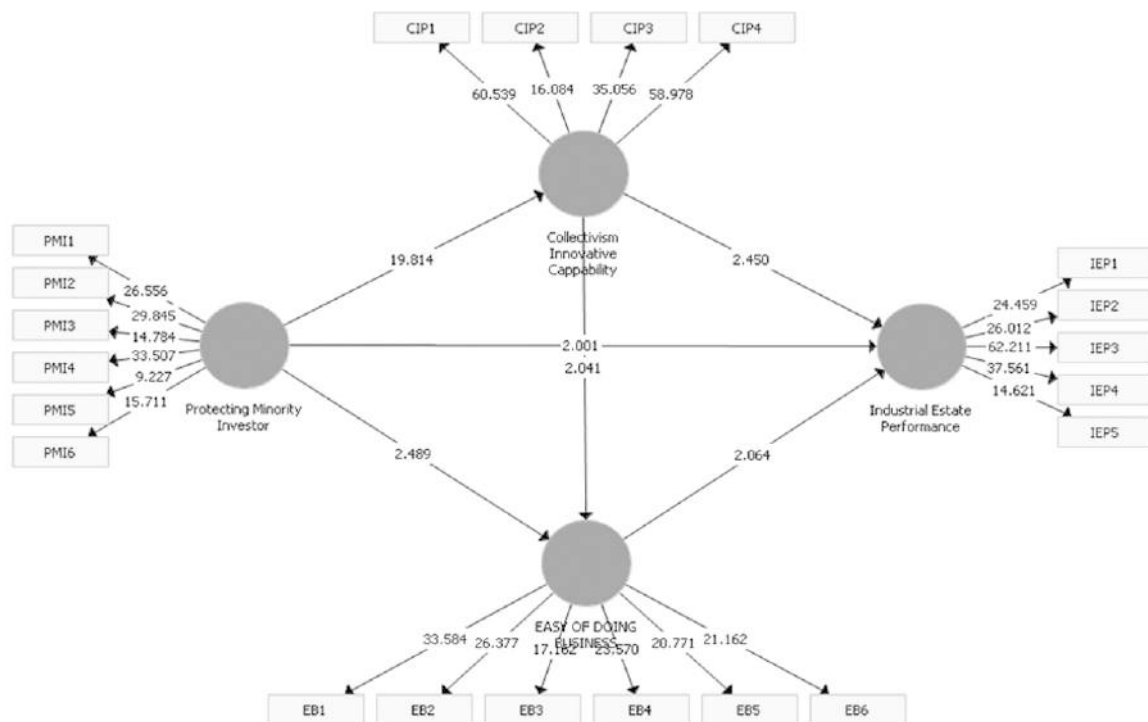 CIP1
CIP2
CIP3
CIP4
60.539
16.084
35.056
58.978
Collectivism
Innovative
Cappability
PMI1
PMI2
PMI3
PMI4
PMI5
PMI6
26.556
29.845
14.784
33.507
9.227
15.711
Protecting Minority
Investor
19.814
2.450
2.001
2.041
2.489
2.064
IEP1
IEP2
IEP3
IEP4
IEP5
24.459
26.012
62.211
37.561
14.621
Industrial Estate
Performance
EASY OF DOING
BUSINESS
33.584
26.377
17.162
23.570
20.771
21.162
EB1
EB2
EB3
EB4
EB5
EB6